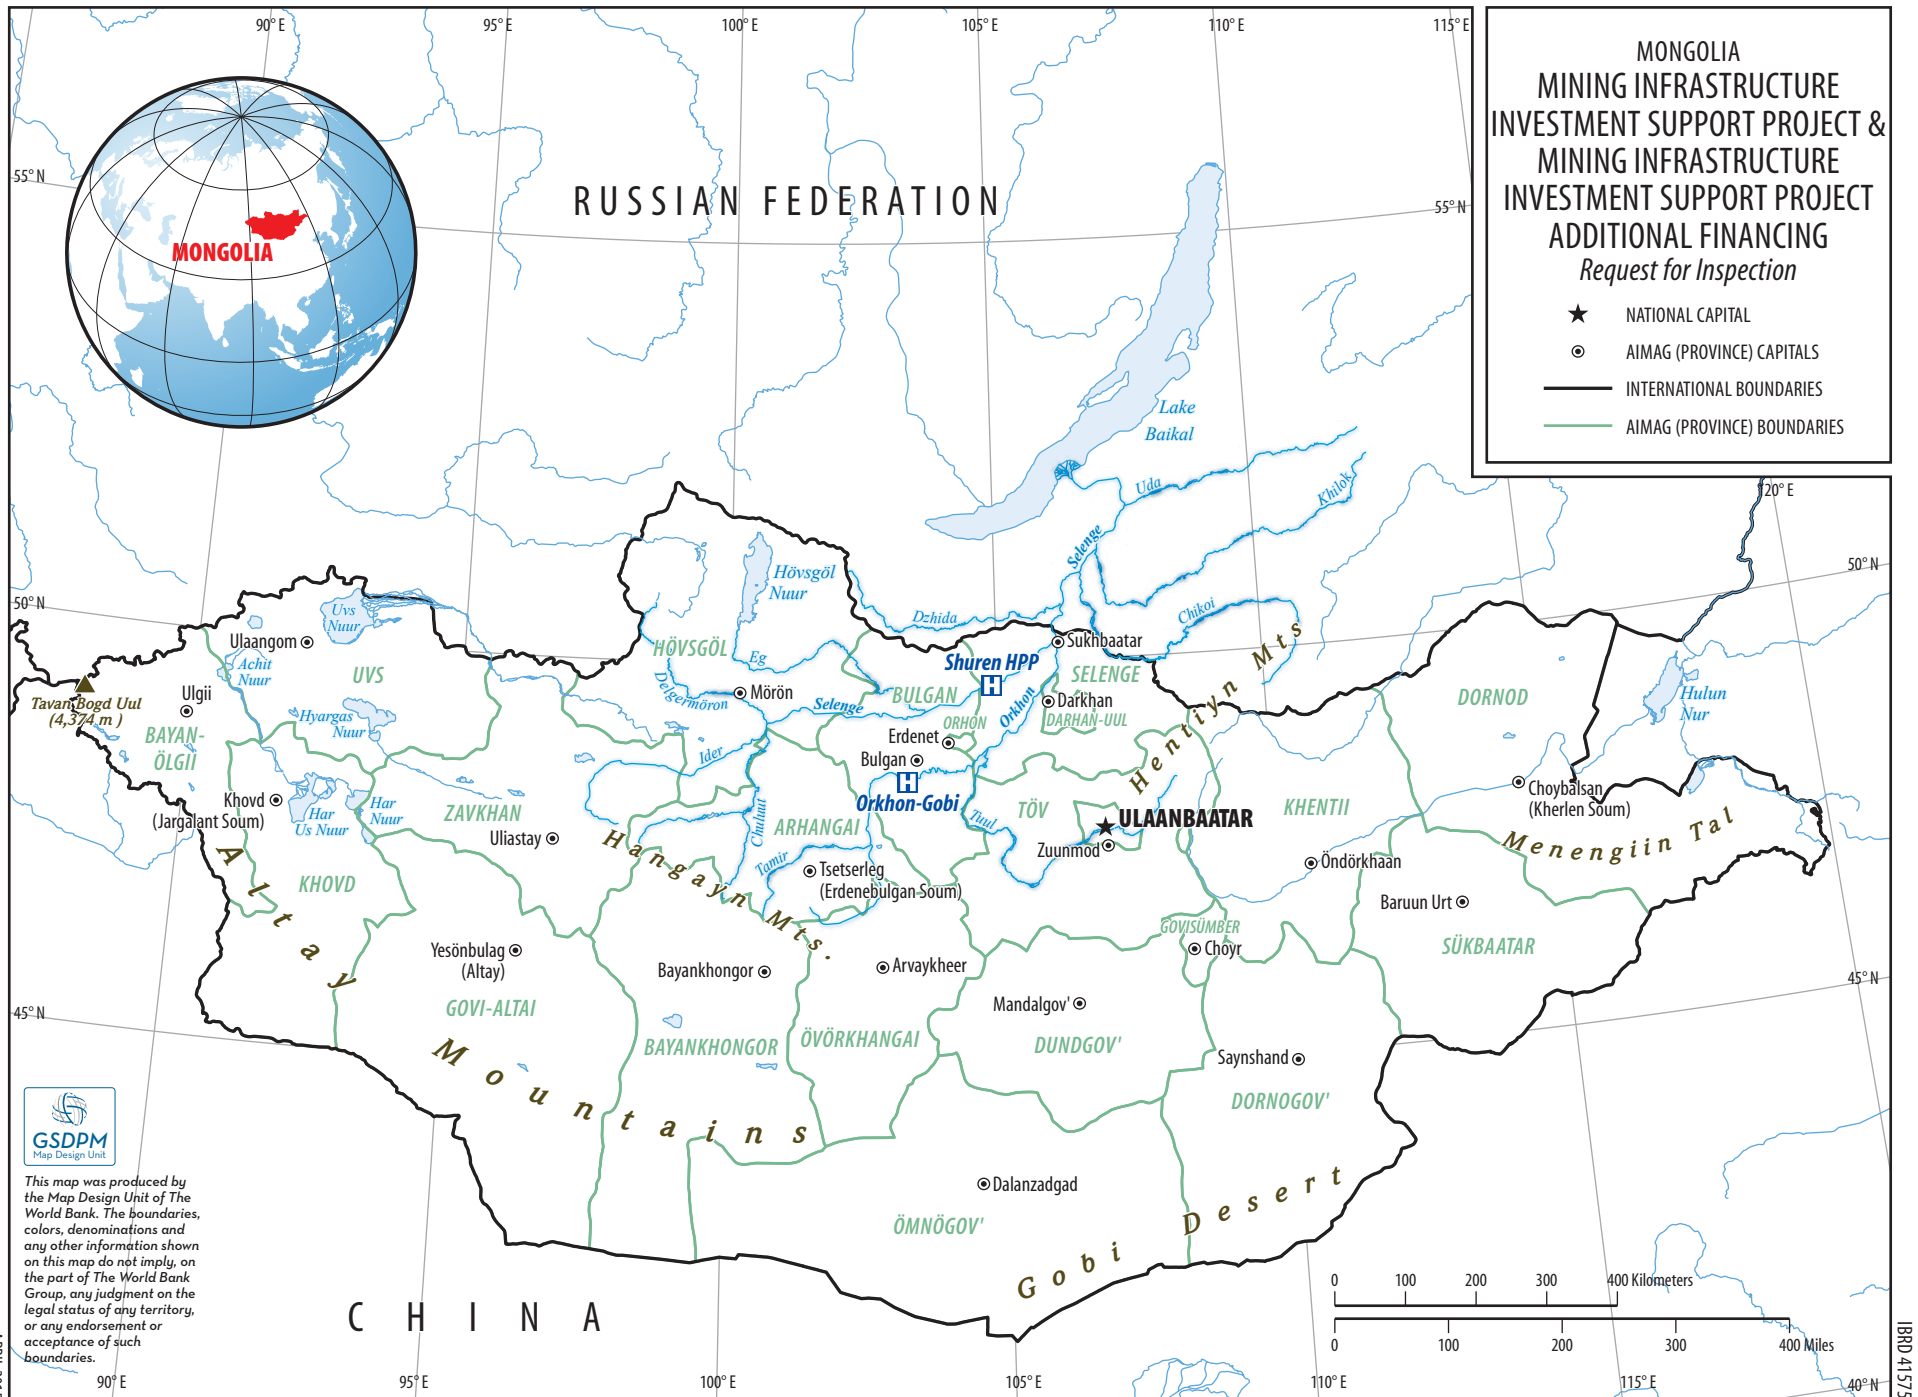 90° E
95° E
100° E
105° E
110° E
115° E
MONGOLIA
MINING INFRASTRUCTURE
INVESTMENT SUPPORT PROJECT &
MINING INFRASTRUCTURE
INVESTMENT SUPPORT PROJECT
ADDITIONAL FINANCING
Request for Inspection
NATIONAL CAPITAL
AIMAG (PROVINCE) CAPITALS
INTERNATIONAL BOUNDARIES
AIMAG (PROVINCE) BOUNDARIES
MONGOLIA
55° N
RUSSIAN FEDERATION
55° N
Lake
Baikal
Uda
Khilok
120° E
Selenge
50° N
Hövsgöl
Nuur
Dzhida
Chikoi
50° N
Uvs
Nuur
Ulaangom
Sukhbaatar
HÖVSGÖL
Eg
Shuren HPP
H
SELENGE
Hentiyn Mts
Achit
Nuur
UVS
Ulgii
Delgermörön
Mörön
Selenge
BULGAN
Orkhon
Darkhan
DORNOD
Hulun
Nur
Tavan Bogd Uul
(4,374 m )
Hyargas
Nuur
ORHON
DARHAN-UUL
BAYAN-
ÖLGII
Ider
Erdenet
Bulgan
H
Orkhon-Gobi
Khovd
(Jargalant Soum)
Har
Us Nuur
Har
Nuur
ZAVKHAN
Uliastay
Chuluut
ARHANGAI
Tuul
TÖV
ULAANBAATAR
KHENTII
Choybalsan
(Kherlen Soum)
Menengiin Tal
Zuunmod
Hangayn Mts.
Tamir
Tsetserleg
(Erdenebulgan Soum)
Öndörkhaan
KHOVD
Baruun Urt
Altay
GOVISÜMBER
Choyr
SÜKBAATAR
Yesönbulag
(Altay)
Bayankhongor
Arvaykheer
45° N
Mandalgov'
GOVI-ALTAI
45° N
BAYANKHONGOR
ÖVÖRKHANGAI
DUNDGOV'
Saynshand
Mountains
DORNOGOV'
Dalanzadgad
ÖMNÖGOV'
Gobi Desert
GSDPM
Map Design Unit
This map was produced by
the Map Design Unit of The
World Bank. The boundaries,
colors, denominations and
any other information shown
on this map do not imply, on
the part of The World Bank
Group, any judgment on the
legal status of any territory,
or any endorsement or
acceptance of such
boundaries.
CHINA
0 100 200 300 400 Kilometers
0 100 200 300 400 Miles
IBRD 41575
90° E
95° E
100° E
105° E
110° E
115° E
40° N